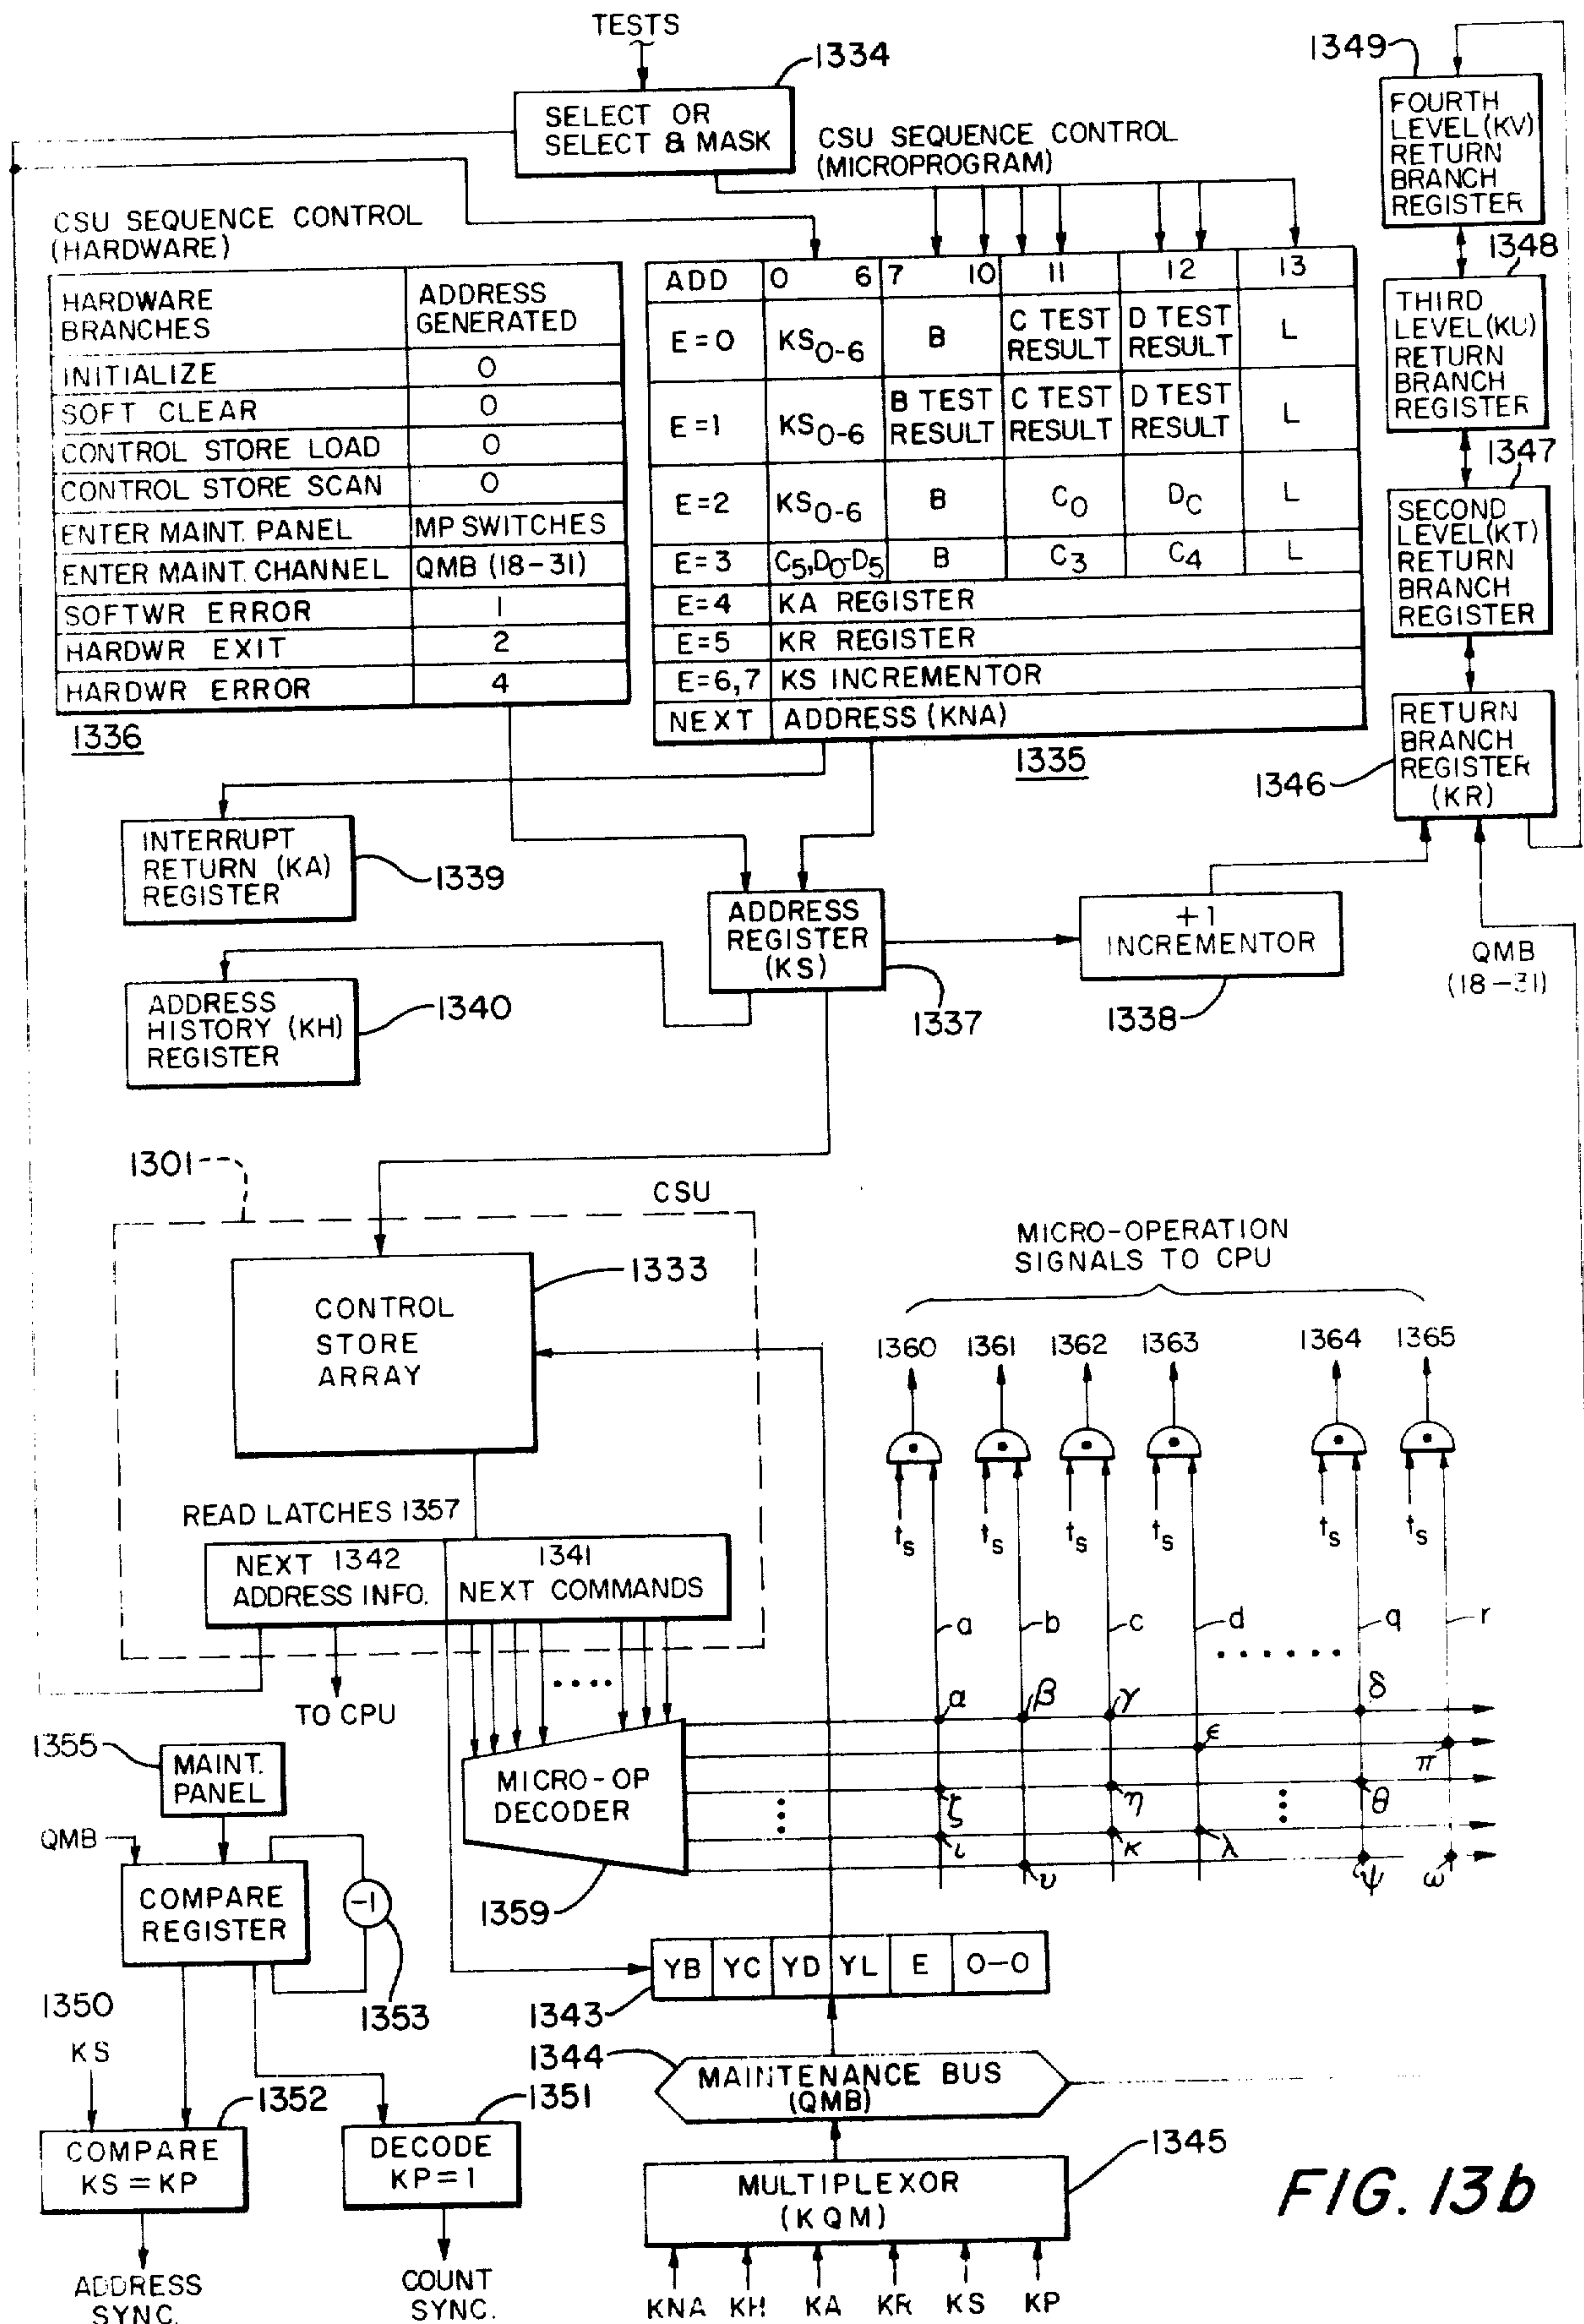 TESTS
1334
SELECT OR
SELECT & MASK
CSU SEQUENCE CONTROL
(MICROPROGRAM)
1349
FOURTH
LEVEL (KV)
RETURN
BRANCH
REGISTER
1348
THIRD
LEVEL (KU)
RETURN
BRANCH
REGISTER
1347
SECOND
LEVEL (KT)
RETURN
BRANCH
REGISTER
RETURN
BRANCH
REGISTER
(KR)
1346
CSU SEQUENCE CONTROL
(HARDWARE)
HARDWARE BRANCHES ADDRESS GENERATED
INITIALIZE 0
SOFT CLEAR 0
CONTROL STORE LOAD 0
CONTROL STORE SCAN 0
ENTER MAINT. PANEL MP SWITCHES
ENTER MAINT. CHANNEL QMB (18-31)
SOFTWR ERROR 1
HARDWR EXIT 2
HARDWR ERROR 4
1336
ADD 0 6 7 10 11 12 13
E=0 KS0-6 B C TEST RESULT D TEST RESULT L
E=1 KS0-6 B TEST RESULT C TEST RESULT D TEST RESULT L
E=2 KS0-6 B C0 DC L
E=3 C5,D0-D5 B C3 C4 L
E=4 KA REGISTER
E=5 KR REGISTER
E=6,7 KS INCREMENTOR
NEXT ADDRESS (KNA)
1335
INTERRUPT
RETURN (KA)
REGISTER
1339
ADDRESS
REGISTER
(KS)
1337
+1
INCREMENTOR
1338
QMB
(18-31)
ADDRESS
HISTORY (KH)
REGISTER
1340
1301
CSU
1333
CONTROL
STORE
ARRAY
MICRO-OPERATION
SIGNALS TO CPU
1360 1361 1362 1363 1364 1365
ts ts ts ts ts ts
READ LATCHES 1357
NEXT 1342
ADDRESS INFO.
1341
NEXT COMMANDS
a b c d q r
TO CPU
α β γ δ
ε π
ζ η θ
ι κ λ
υ ψ ω
MICRO-OP
DECODER
1359
1355
MAINT.
PANEL
QMB
COMPARE
REGISTER
-1
1353
1350
KS
1352
COMPARE
KS = KP
ADDRESS
SYNC.
1351
DECODE
KP = 1
COUNT
SYNC.
YB YC YD YL E 0—0
1343
1344
MAINTENANCE BUS
(QMB)
1345
MULTIPLEXOR
(KQM)
KNA KH KA KR KS KP
FIG. 13b